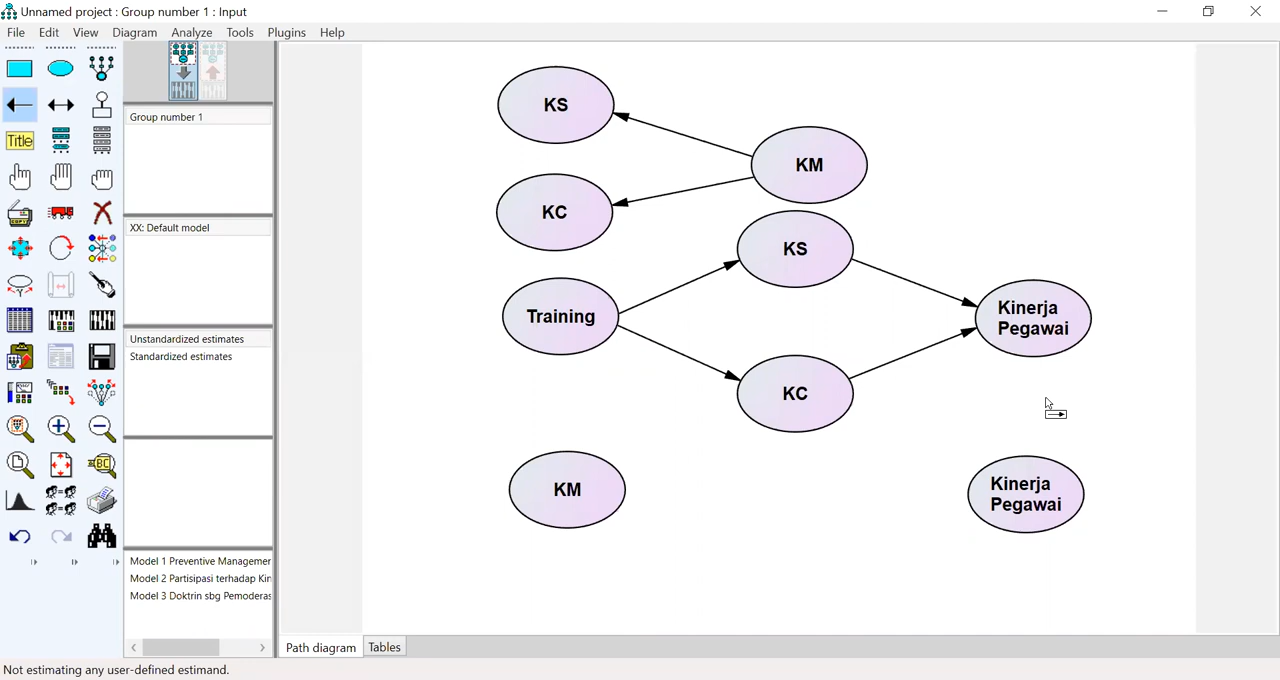 Unnamed project : Group number 1 : Input
File Edit View Diagram Analyze Tools Plugins Help
Title
Group number 1
XX: Default model
Unstandardized estimates
Standardized estimates
Model 1 Preventive Managemer
Model 2 Partisipasi terhadap Kin
Model 3 Doktrin sbg Pemoderas
KS
KM
KC
KS
Training
Kinerja
Pegawai
KC
KM
Kinerja
Pegawai
Path diagram Tables
Not estimating any user-defined estimand.